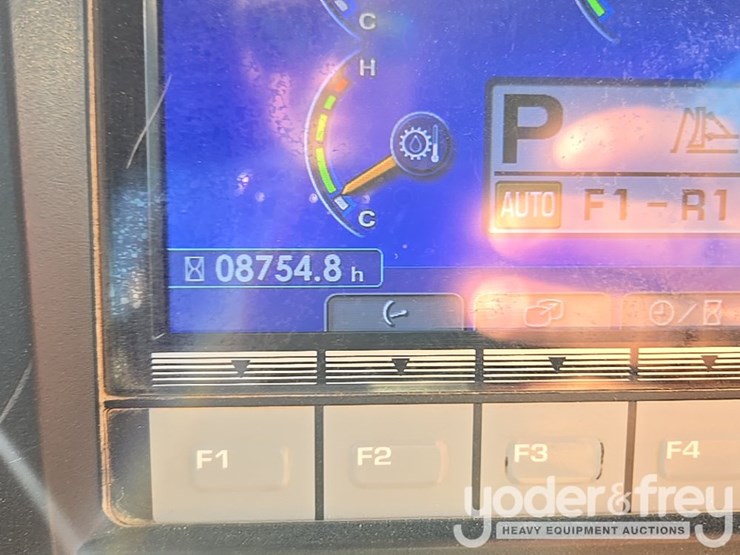 C
H
P
AUTO F1-R1
C
08754.8 h
F1 F2 F3 F4
yoder&frey
HEAVY EQUIPMENT AUCTIONS